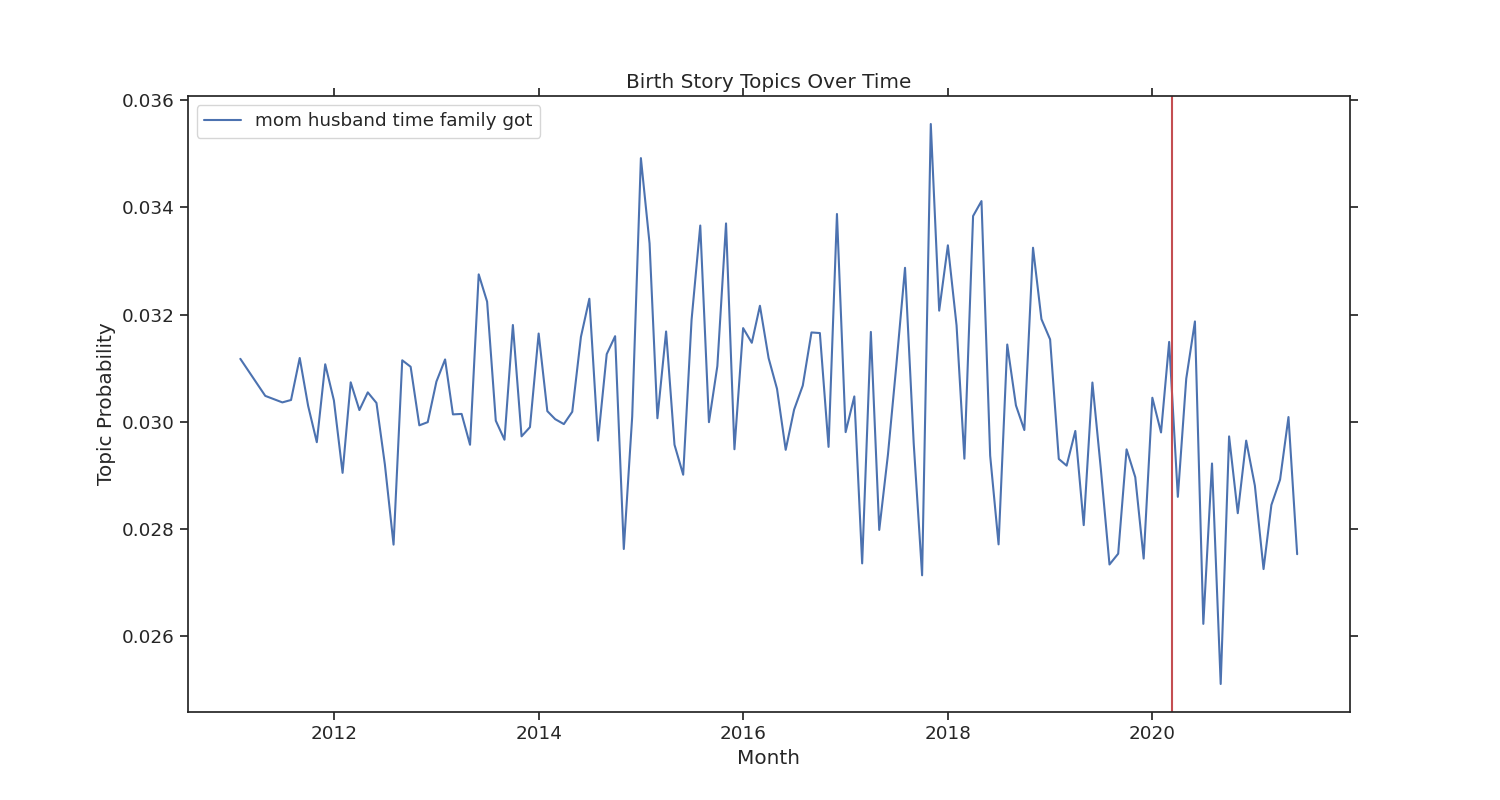 Birth Story Topics Over Time
mom husband time family got
Topic Probability
0.036
0.034
0.032
0.030
0.028
0.026
2012 2014 2016 2018 2020
Month